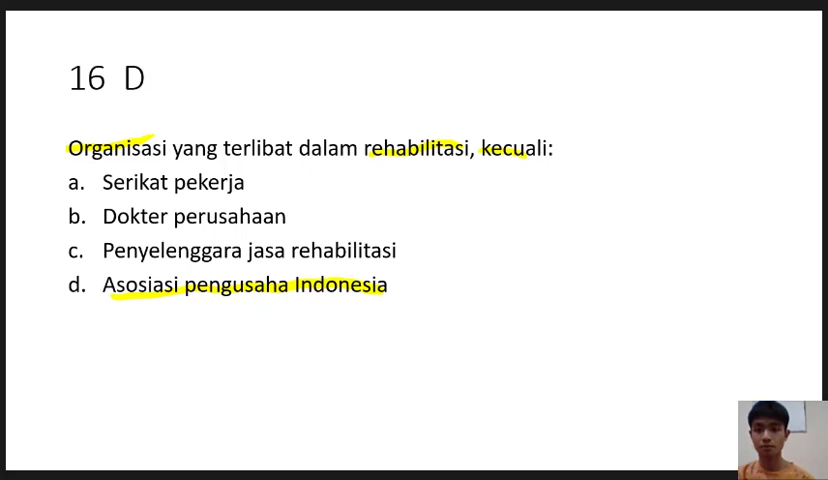 16 D
Organisasi yang terlibat dalam rehabilitasi, kecuali:
a. Serikat pekerja
b. Dokter perusahaan
c. Penyelenggara jasa rehabilitasi
d. Asosiasi pengusaha Indonesia